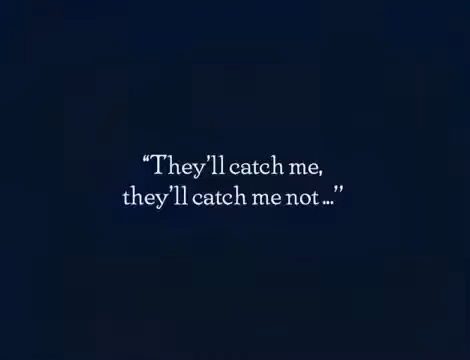 “They’ll catch me,
they’ll catch me not ...”